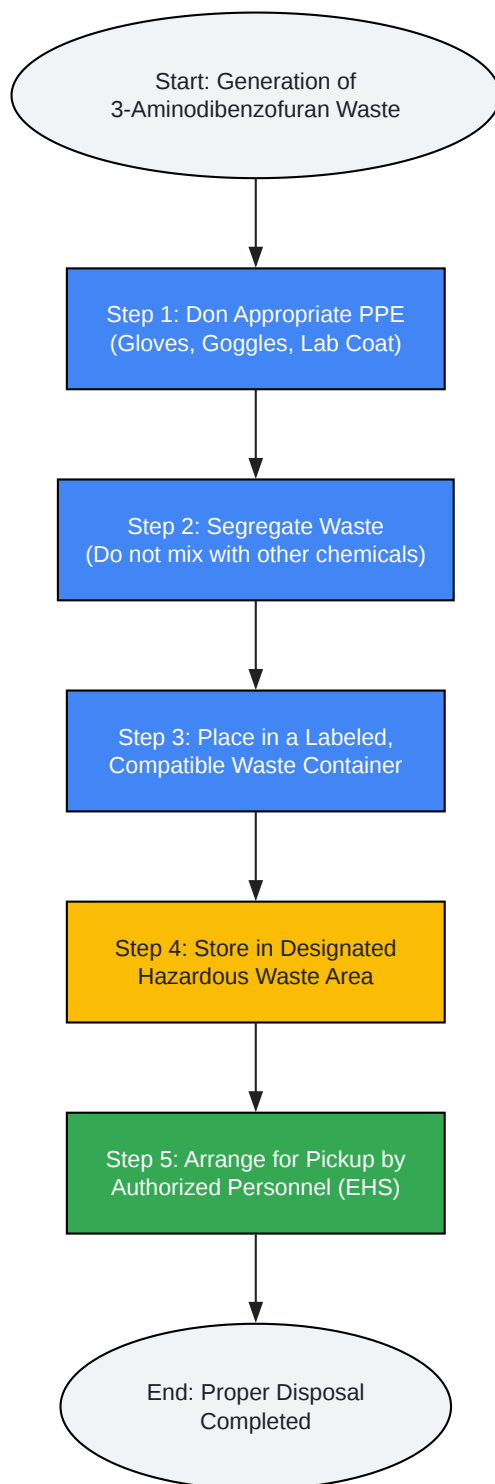 Start: Generation of
3-Aminodibenzofuran Waste
Step 1: Don Appropriate PPE
(Gloves, Goggles, Lab Coat)
Step 2: Segregate Waste
(Do not mix with other chemicals)
Step 3: Place in a Labeled,
Compatible Waste Container
Step 4: Store in Designated
Hazardous Waste Area
Step 5: Arrange for Pickup by
Authorized Personnel (EHS)
End: Proper Disposal
Completed